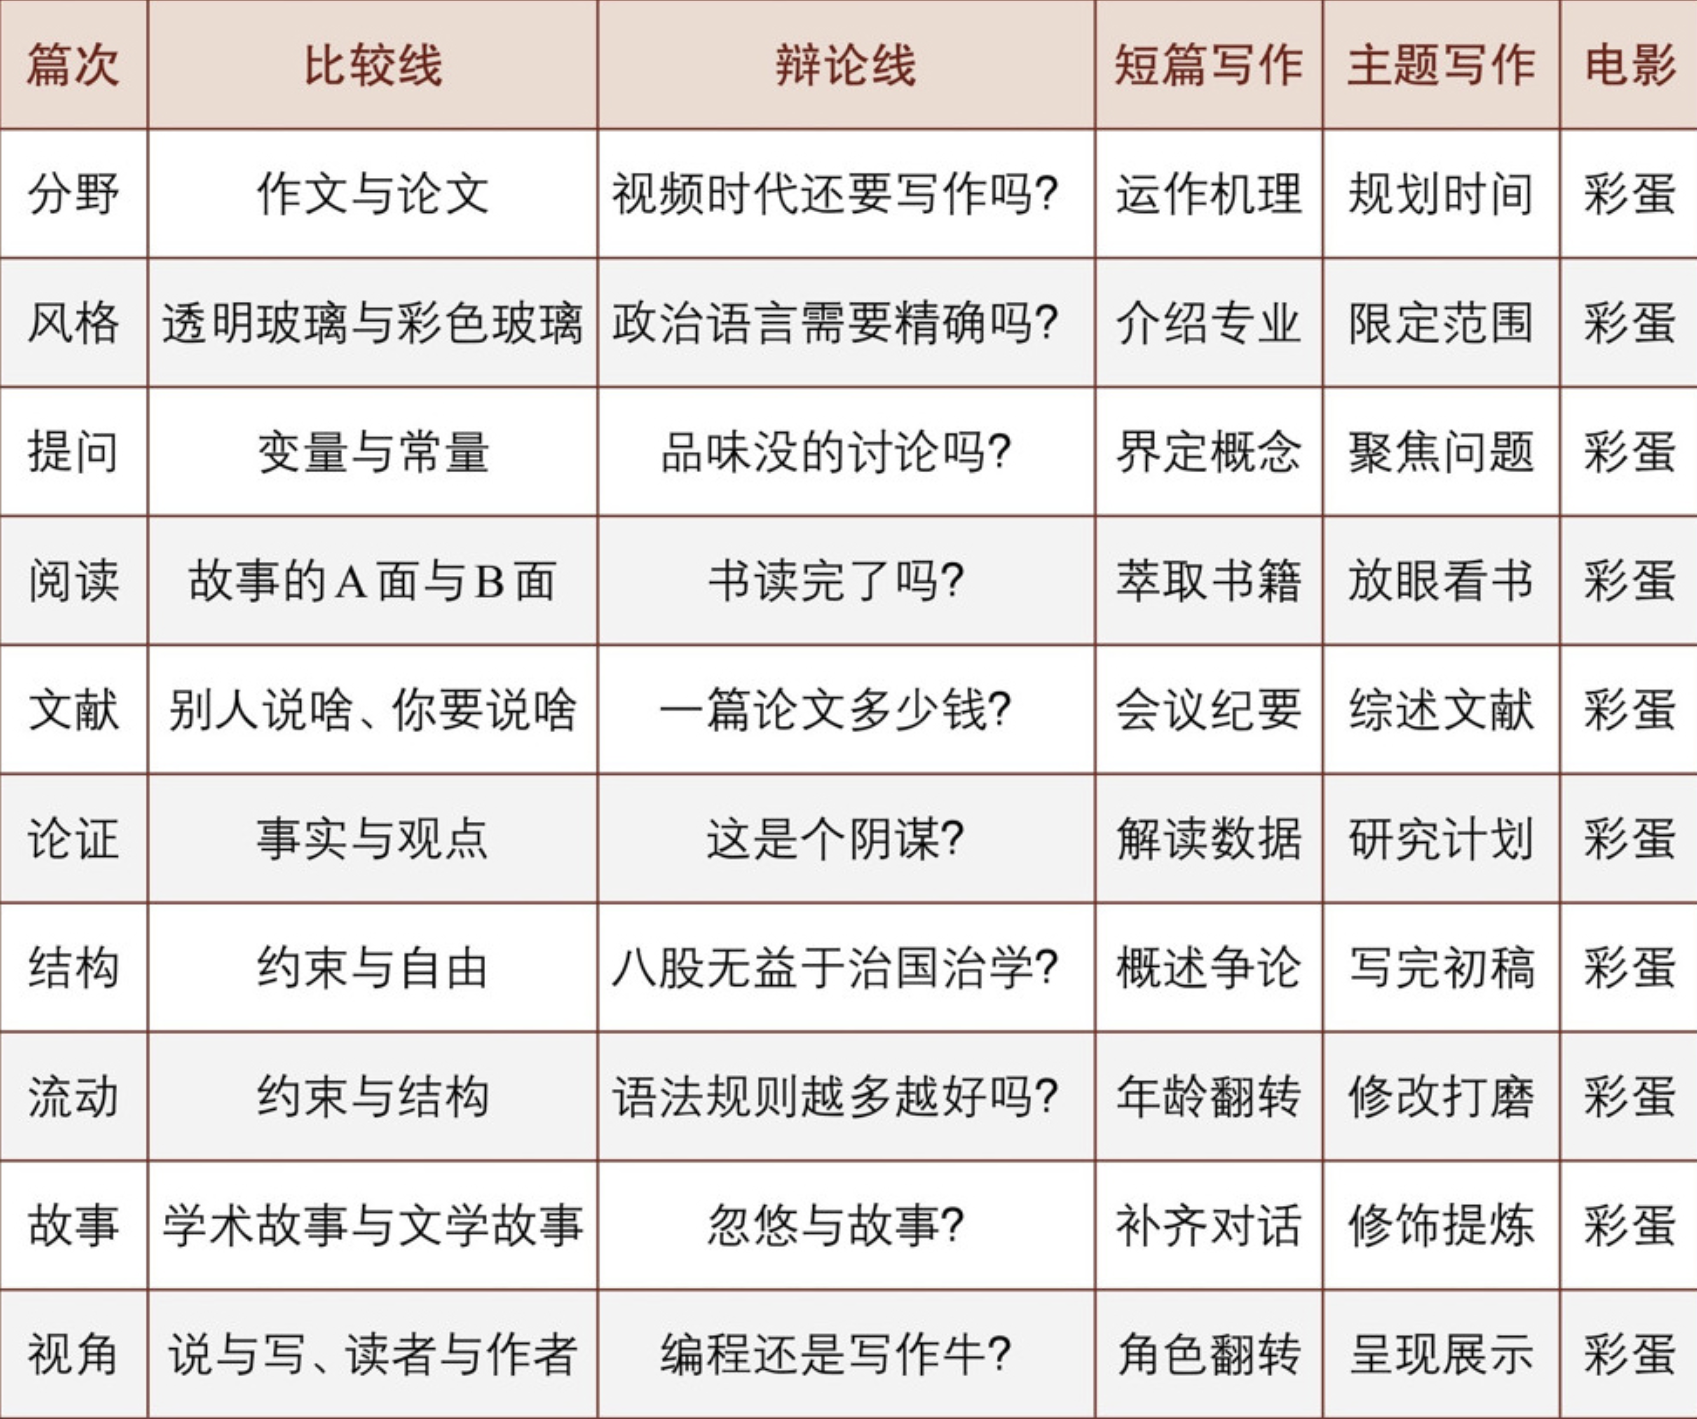 篇次 比较线 辩论线 短篇写作 主题写作 电影
分野 作文与论文 视频时代还要写作吗? 运作机理 规划时间 彩蛋
风格 透明玻璃与彩色玻璃 政治语言需要精确吗? 介绍专业 限定范围 彩蛋
提问 变量与常量 品味没的讨论吗? 界定概念 聚焦问题 彩蛋
阅读 故事的A面与B面 书读完了吗? 萃取书籍 放眼看书 彩蛋
文献 别人说啥、你要说啥 一篇论文多少钱? 会议纪要 综述文献 彩蛋
论证 事实与观点 这是个阴谋? 解读数据 研究计划 彩蛋
结构 约束与自由 八股无益于治国治学? 概述争论 写完初稿 彩蛋
流动 约束与结构 语法规则越多越好吗? 年龄翻转 修改打磨 彩蛋
故事 学术故事与文学故事 忽悠与故事? 补齐对话 修饰提炼 彩蛋
视角 说与写、读者与作者 编程还是写作牛? 角色翻转 呈现展示 彩蛋